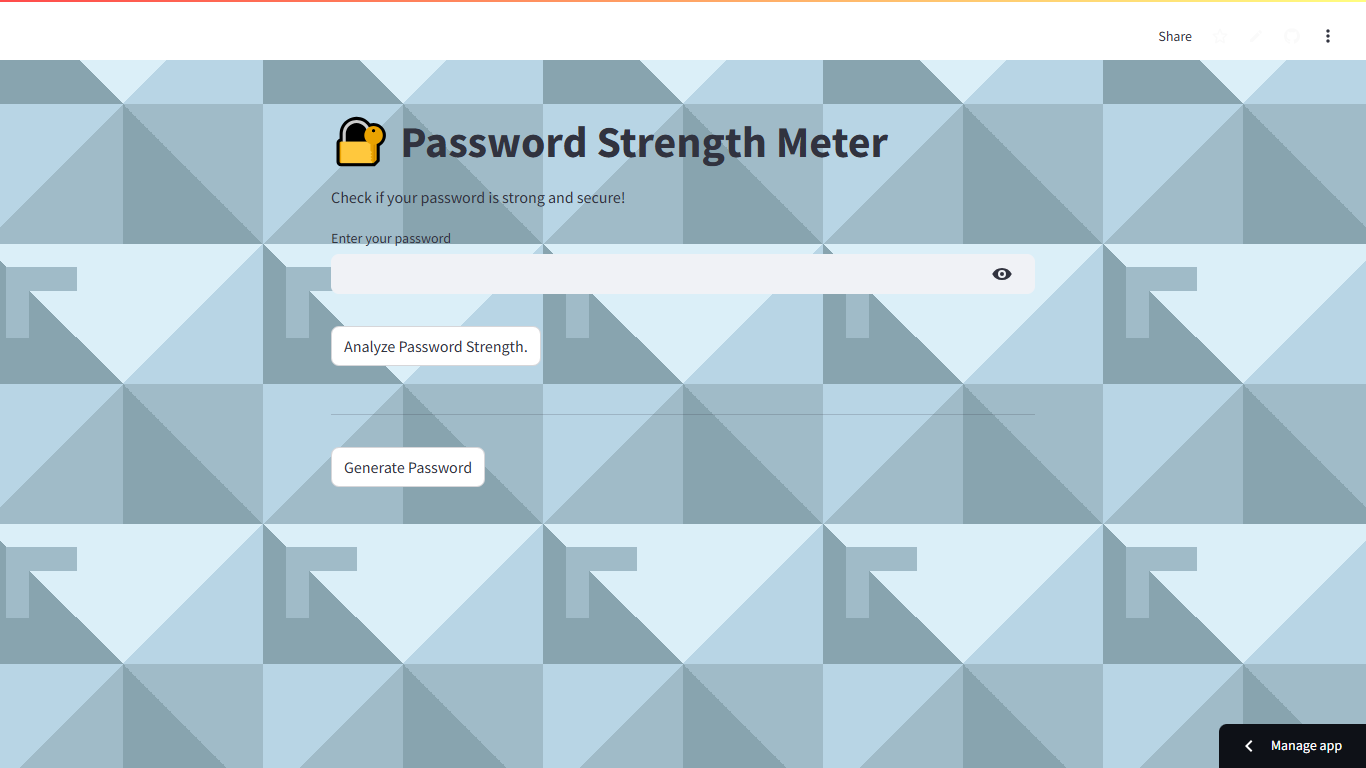 Share
Password Strength Meter
Check if your password is strong and secure!
Enter your password
Analyze Password Strength.
Generate Password
Manage app